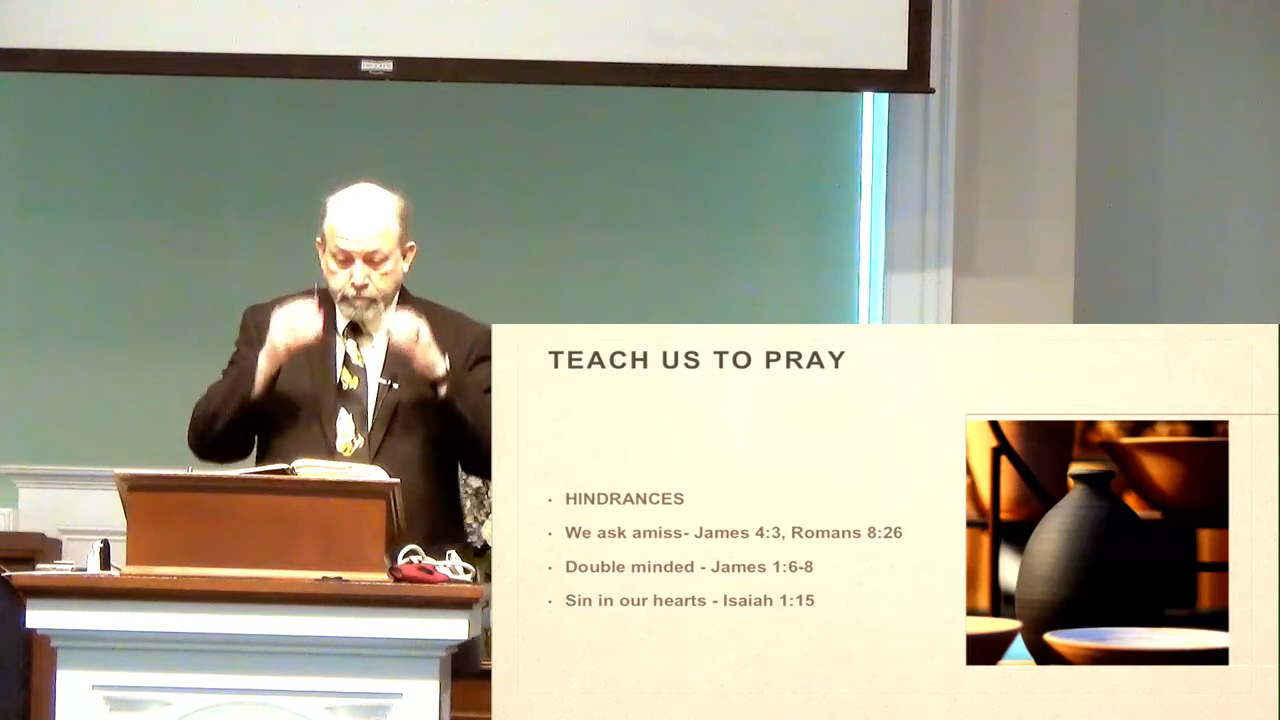 TEACH US TO PRAY
· HINDRANCES
· We ask amiss- James 4:3, Romans 8:26
· Double minded - James 1:6-8
· Sin in our hearts - Isaiah 1:15